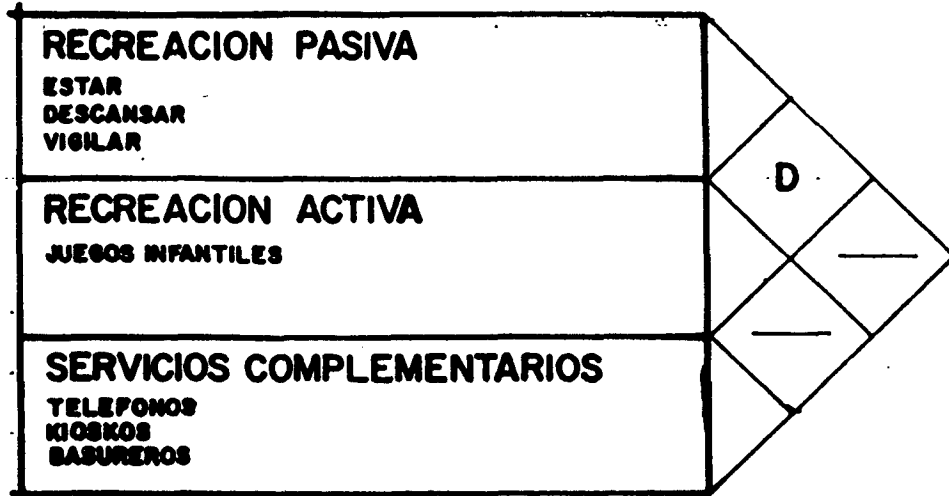 RECREACION PASIVA
ESTAR
DESCANSAR
VIGILAR
D
RECREACION ACTIVA
JUEGOS INFANTILES
SERVICIOS COMPLEMENTARIOS
TELEFONOS
KIOSKOS
BASUREROS